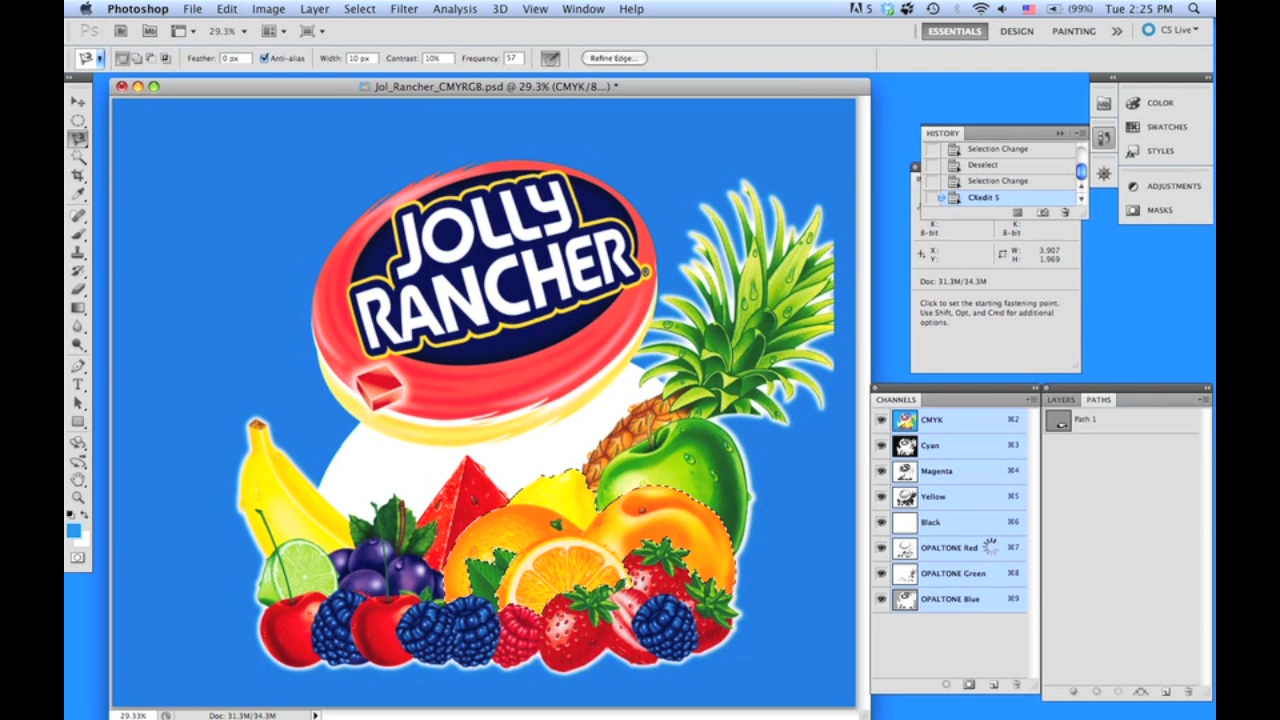 Photoshop File Edit Image Layer Select Filter Analysis 3D View Window Help
5 (99%) Tue 2:25 PM
Ps Br Mb 29.3% ESSENTIALS DESIGN PAINTING CS Live
Feather: 0 px Anti-alias Width: 10 px Contrast: 10% Frequency: 57 Refine Edge...
Jol_Rancher_CMYRGB.psd @ 29.3% (CMYK/8...) *
JOLLY
RANCHER
®
HISTORY
Selection Change
Deselect
Selection Change
CXedit 5
K: K:
8-bit 8-bit
X: W: 3.907
Y: H: 1.969
Doc: 31.3M/34.3M
Click to set the starting fastening point.
Use Shift, Opt, and Cmd for additional
options.
COLOR
SWATCHES
STYLES
ADJUSTMENTS
MASKS
CHANNELS
CMYK ⌘2
Cyan ⌘3
Magenta ⌘4
Yellow ⌘5
Black ⌘6
OPALTONE Red ⌘7
OPALTONE Green ⌘8
OPALTONE Blue ⌘9
LAYERS PATHS
Path 1
29.33% Doc: 31.3M/34.3M